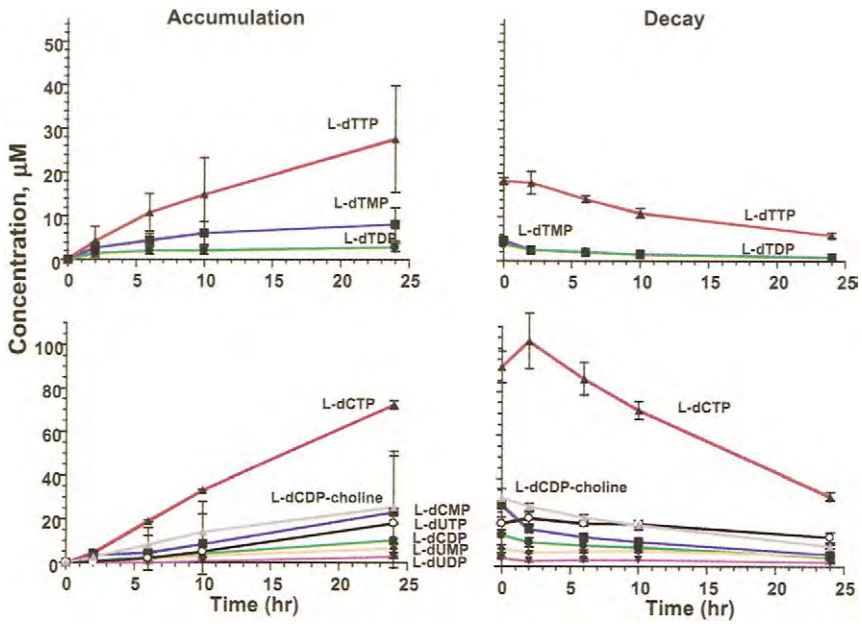 Accumulation
Decay
Concentration, µM
50
40
30
20
10
0
L-dTTP
L-dTMP
L-dTDP
0 5 10 15 20 25
L-dTTP
L-dTMP
L-dTDP
0 5 10 15 20 25
100
80
60
40
20
0
L-dCTP
L-dCDP-choline
L-dCMP
L-dUTP
L-dCDP
L-dUMP
L-dUDP
0 5 10 15 20 25
Time (hr)
L-dCTP
L-dCDP-choline
0 5 10 15 20 25
Time (hr)